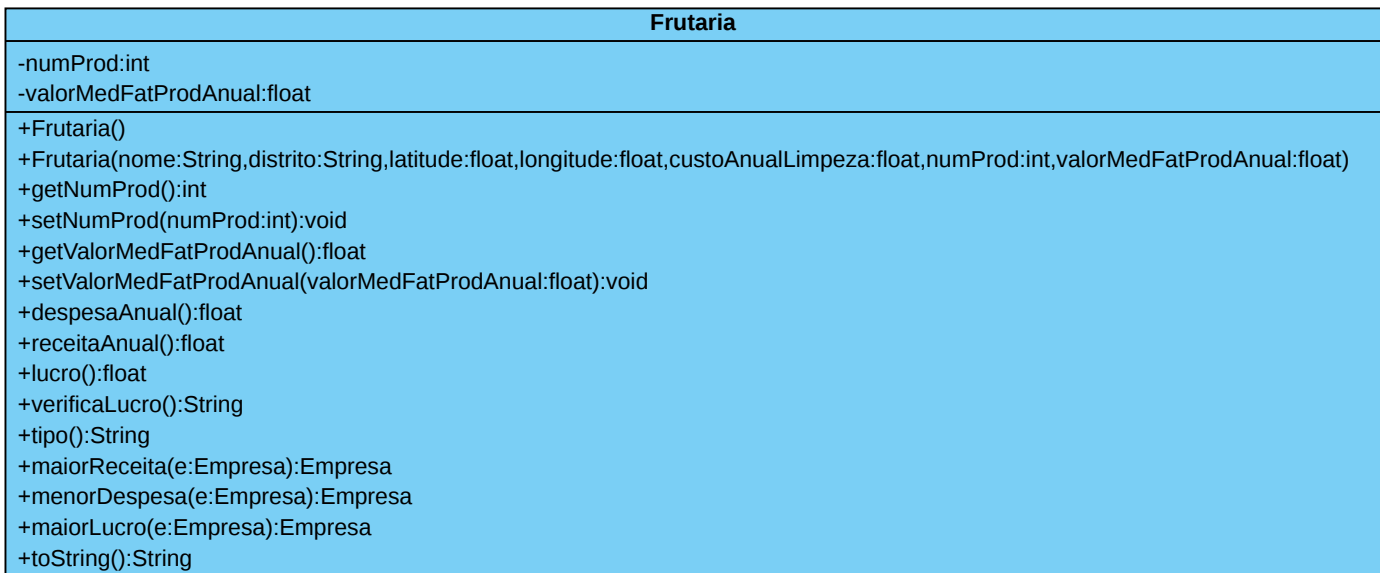 Frutaria
-numProd:int
-valorMedFatProdAnual:float
+Frutaria()
+Frutaria(nome:String,distrito:String,latitude:float,longitude:float,custoAnualLimpeza:float,numProd:int,valorMedFatProdAnual:float)
+getNumProd():int
+setNumProd(numProd:int):void
+getValorMedFatProdAnual():float
+setValorMedFatProdAnual(valorMedFatProdAnual:float):void
+despesaAnual():float
+receitaAnual():float
+lucro():float
+verificaLucro():String
+tipo():String
+maiorReceita(e:Empresa):Empresa
+menorDespesa(e:Empresa):Empresa
+maiorLucro(e:Empresa):Empresa
+toString():String